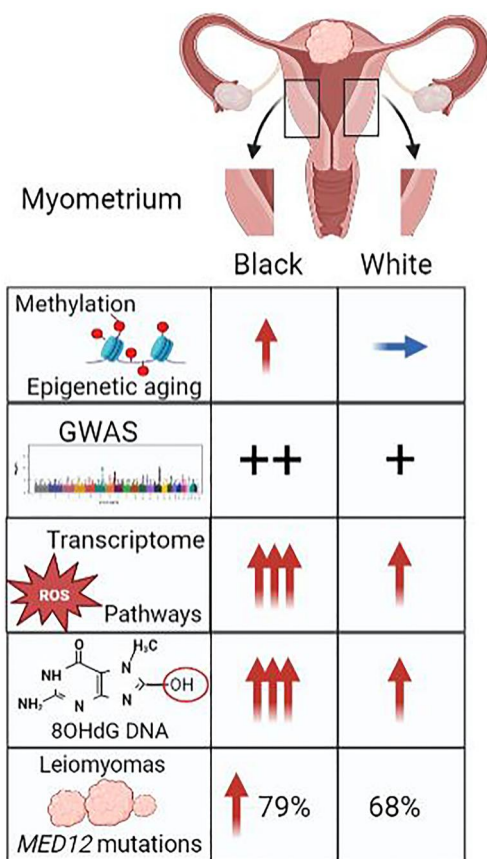 Myometrium
Black
White
Methylation
Epigenetic aging
GWAS
++
+
Transcriptome
ROS
Pathways
O
H₃C
NH
N
OH
NH₂
N
N
8OHdG DNA
Leiomyomas
79%
68%
MED12 mutations